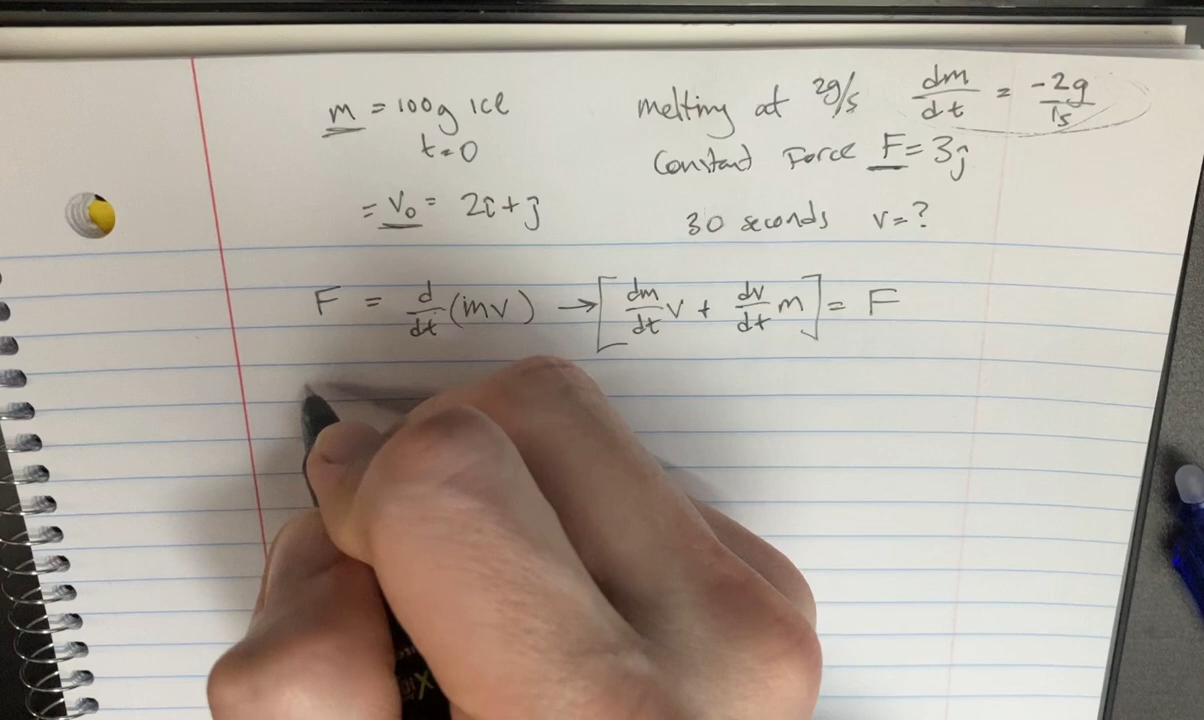 m = 100g ice
t=0
= v₀ = 2i+j
melting at 2g/s dm/dt = -2g/1s
Constant Force F = 3j
30 seconds v=?
F = d/dt (mv) → [dm/dt v + dv/dt m] = F